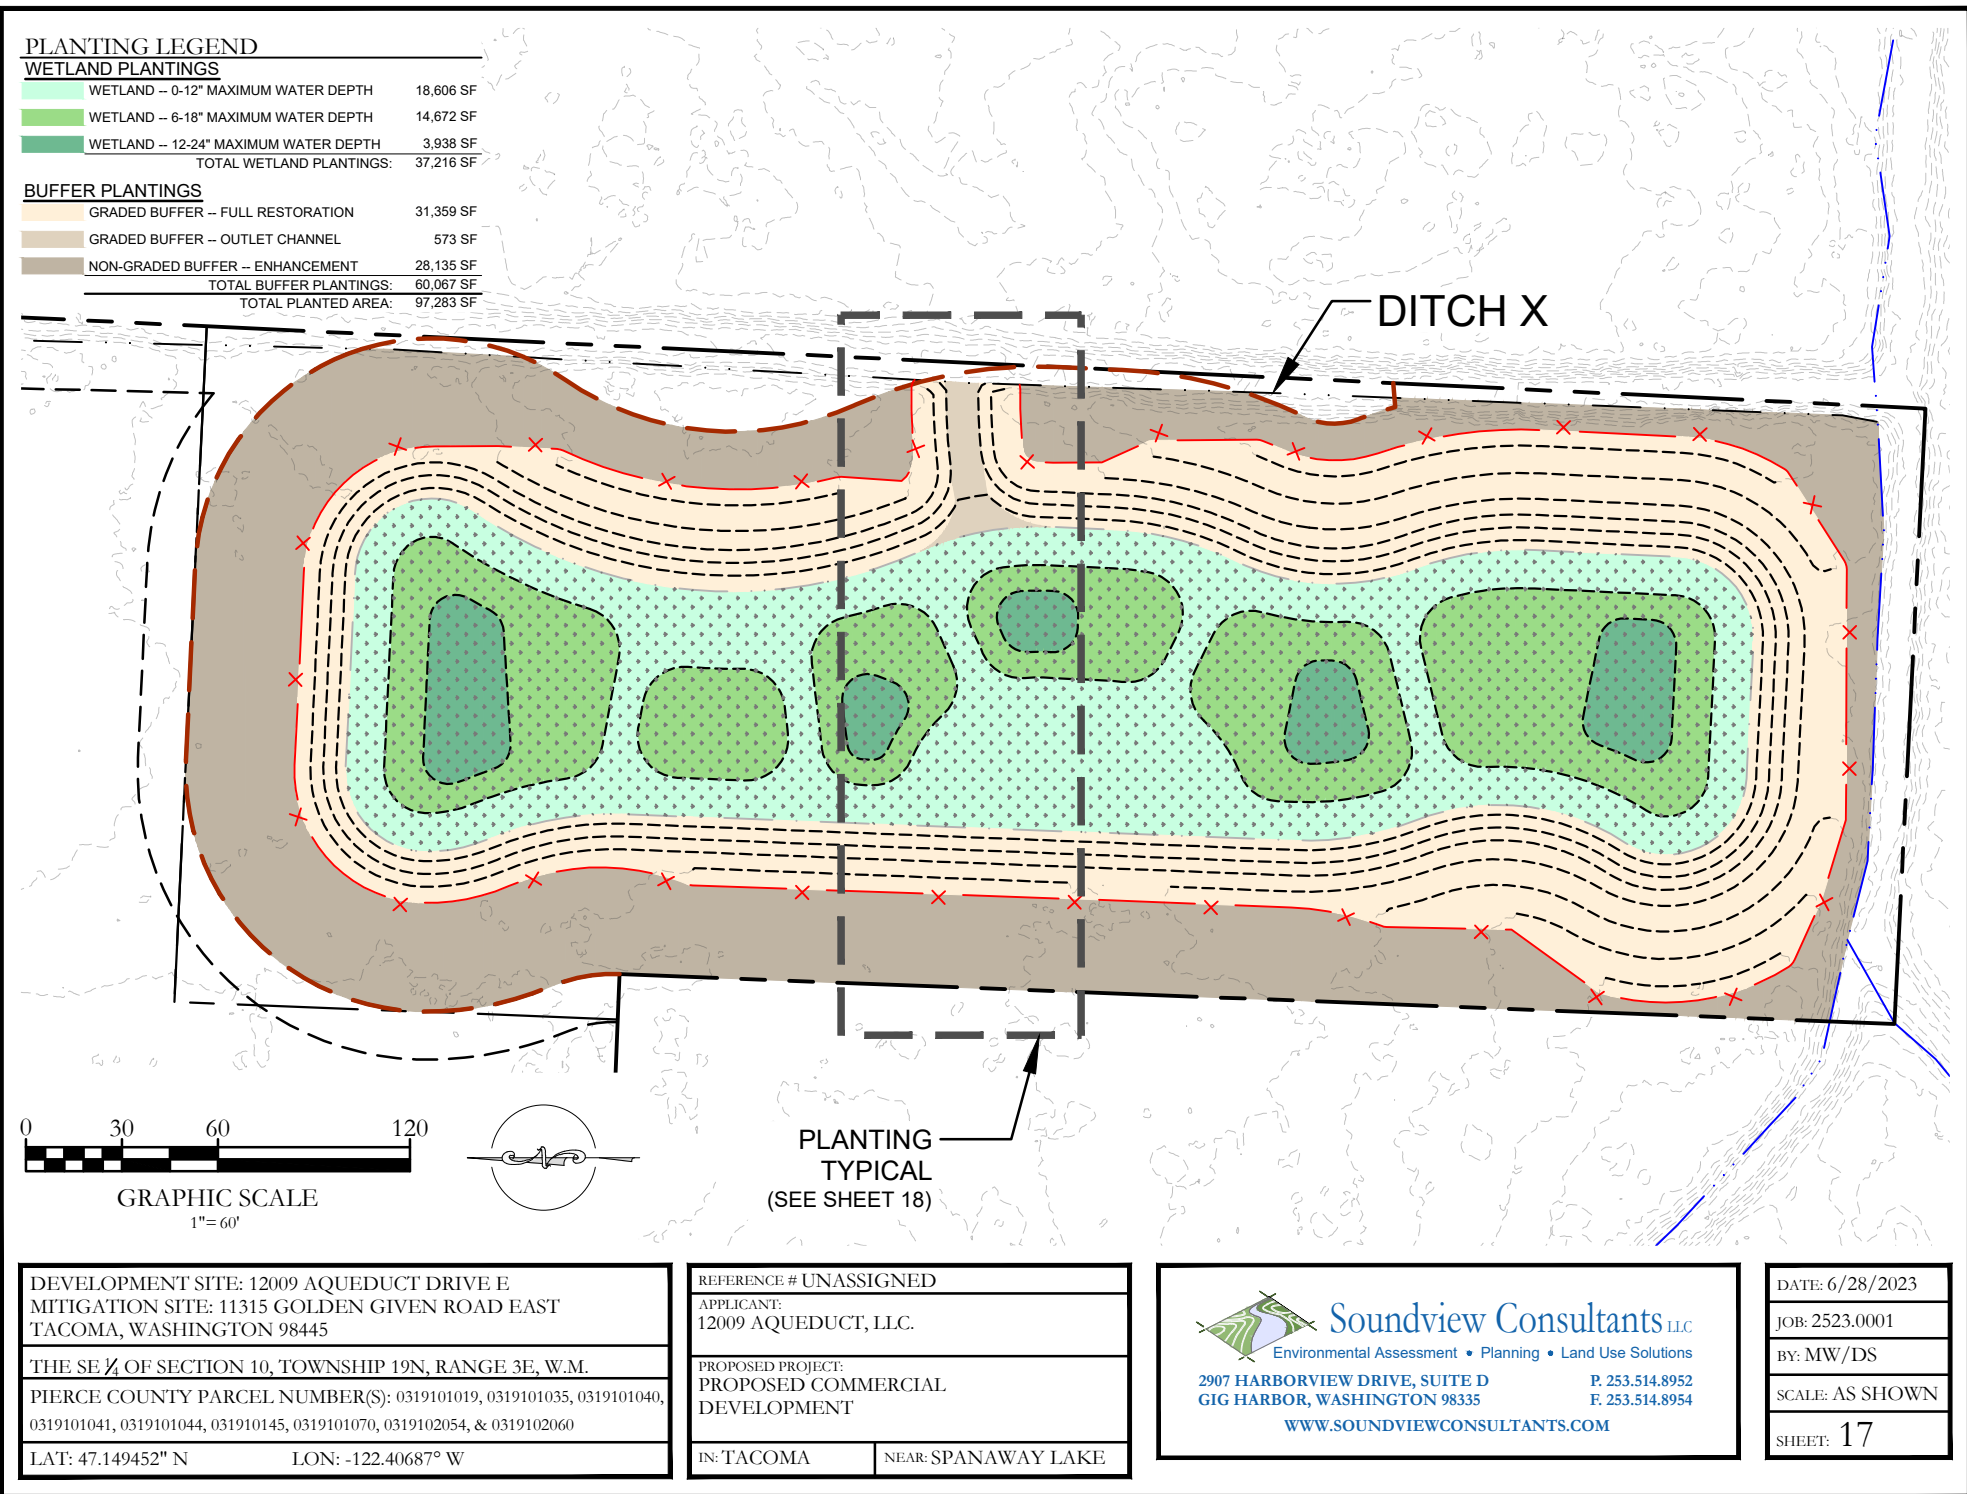 PLANTING LEGEND
WETLAND PLANTINGS
WETLAND -- 0-12" MAXIMUM WATER DEPTH 18,606 SF
WETLAND -- 6-18" MAXIMUM WATER DEPTH 14,672 SF
WETLAND -- 12-24" MAXIMUM WATER DEPTH 3,938 SF
TOTAL WETLAND PLANTINGS: 37,216 SF
BUFFER PLANTINGS
GRADED BUFFER -- FULL RESTORATION 31,359 SF
GRADED BUFFER -- OUTLET CHANNEL 573 SF
NON-GRADED BUFFER -- ENHANCEMENT 28,135 SF
TOTAL BUFFER PLANTINGS: 60,067 SF
TOTAL PLANTED AREA: 97,283 SF
DITCH X
PLANTING
TYPICAL
(SEE SHEET 18)
0 30 60 120
GRAPHIC SCALE
1"= 60'
N
DEVELOPMENT SITE: 12009 AQUEDUCT DRIVE E
MITIGATION SITE: 11315 GOLDEN GIVEN ROAD EAST
TACOMA, WASHINGTON 98445
THE SE 1/4 OF SECTION 10, TOWNSHIP 19N, RANGE 3E, W.M.
PIERCE COUNTY PARCEL NUMBER(S): 0319101019, 0319101035, 0319101040,
0319101041, 0319101044, 031910145, 0319101070, 0319102054, & 0319102060
LAT: 47.149452" N LON: -122.40687° W
REFERENCE # UNASSIGNED
APPLICANT:
12009 AQUEDUCT, LLC.
PROPOSED PROJECT:
PROPOSED COMMERCIAL
DEVELOPMENT
IN: TACOMA NEAR: SPANAWAY LAKE
Soundview Consultants LLC
Environmental Assessment • Planning • Land Use Solutions
2907 HARBORVIEW DRIVE, SUITE D P. 253.514.8952
GIG HARBOR, WASHINGTON 98335 F. 253.514.8954
WWW.SOUNDVIEWCONSULTANTS.COM
DATE: 6/28/2023
JOB: 2523.0001
BY: MW/DS
SCALE: AS SHOWN
SHEET: 17